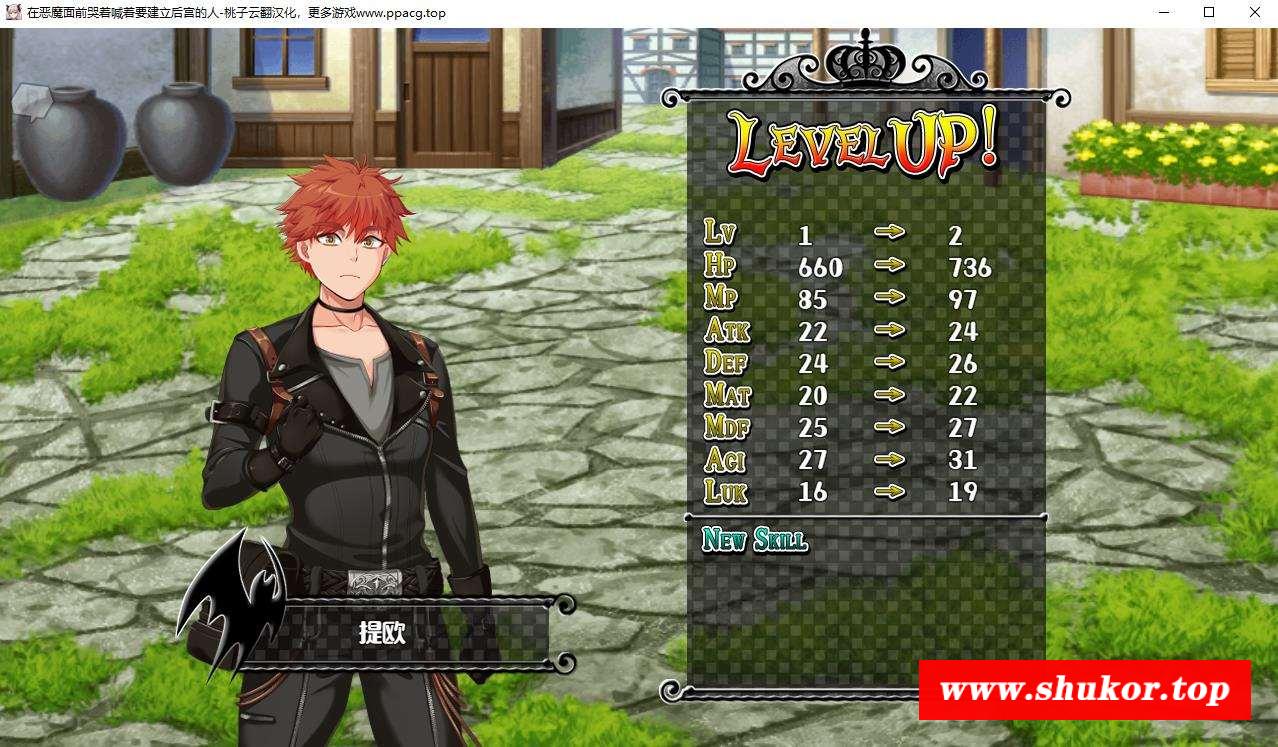 在恶魔面前哭着喊着要建立后宫的人-桃子云翻汉化，更多游戏www.ppacg.top
LEVEL UP!
LV 1 → 2
HP 660 → 736
MP 85 → 97
ATK 22 → 24
DEF 24 → 26
MAT 20 → 22
MDF 25 → 27
AGI 27 → 31
LUK 16 → 19
NEW SKILL
提欧
www.shukor.top